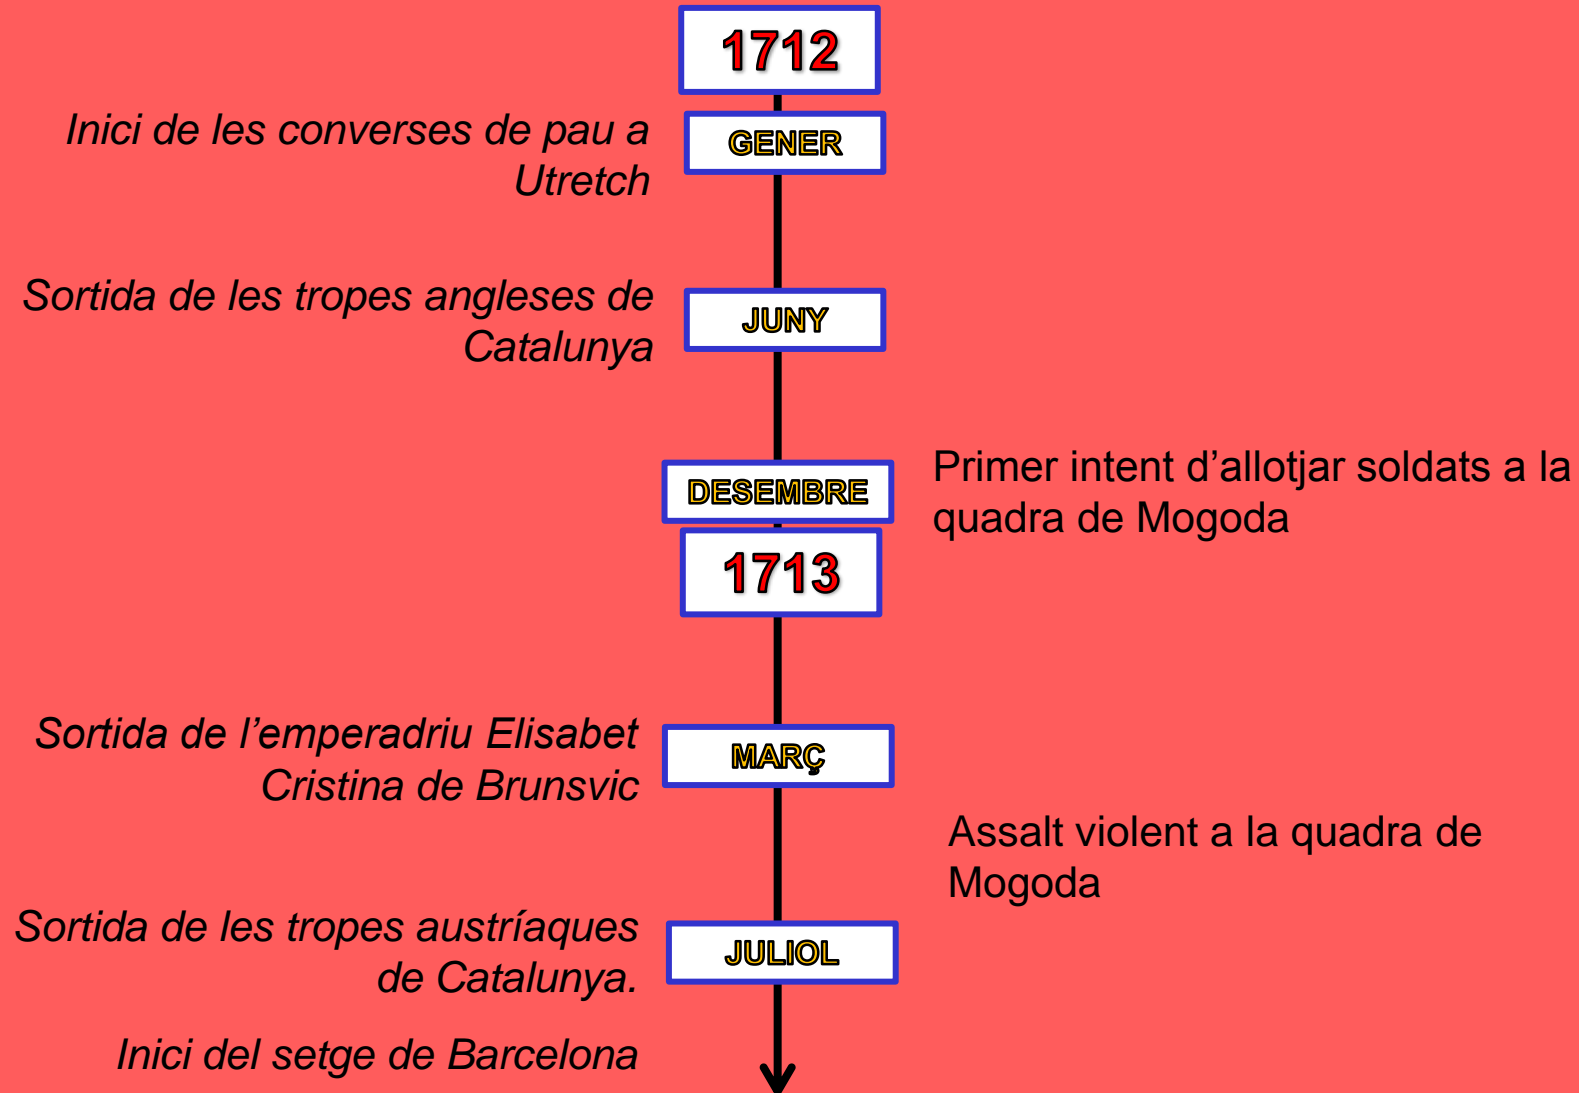 1712
Inici de les converses de pau a
Utretch
GENER
Sortida de les tropes angleses de
Catalunya
JUNY
DESEMBRE
Primer intent d’allotjar soldats a la
quadra de Mogoda
1713
Sortida de l’emperadriu Elisabet
Cristina de Brunsvic
MARÇ
Assalt violent a la quadra de
Mogoda
Sortida de les tropes austríaques
de Catalunya.
JULIOL
Inici del setge de Barcelona